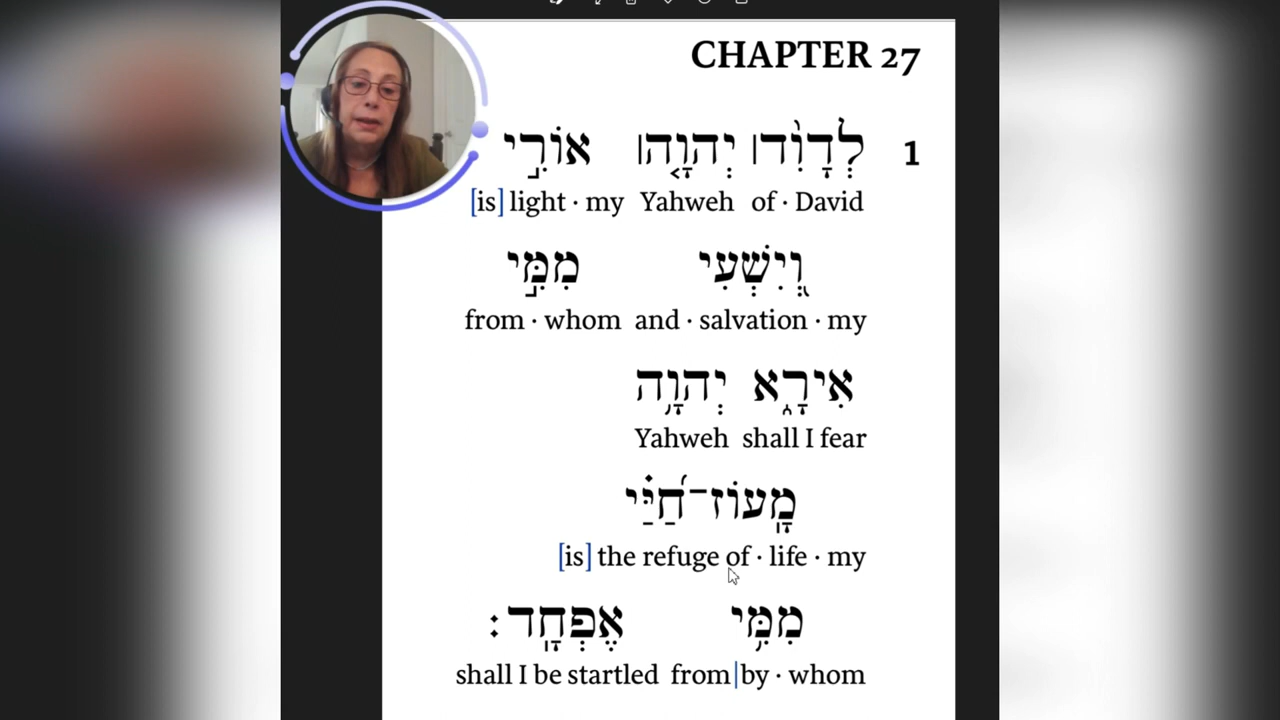 CHAPTER 27
1 לְדָוִ֨ד׀ יְהוָ֤ה׀ אוֹרִ֣י
[is] light · my Yahweh of · David
וְ֭יִשְׁעִי מִמִּ֣י
from · whom and · salvation · my
אִירָ֑א יְהוָ֥ה
Yahweh shall I fear
מָֽעוֹז־חַ֝יַּ֗י
[is] the refuge of · life · my
מִמִּ֥י אֶפְחָֽד׃
shall I be startled from|by · whom